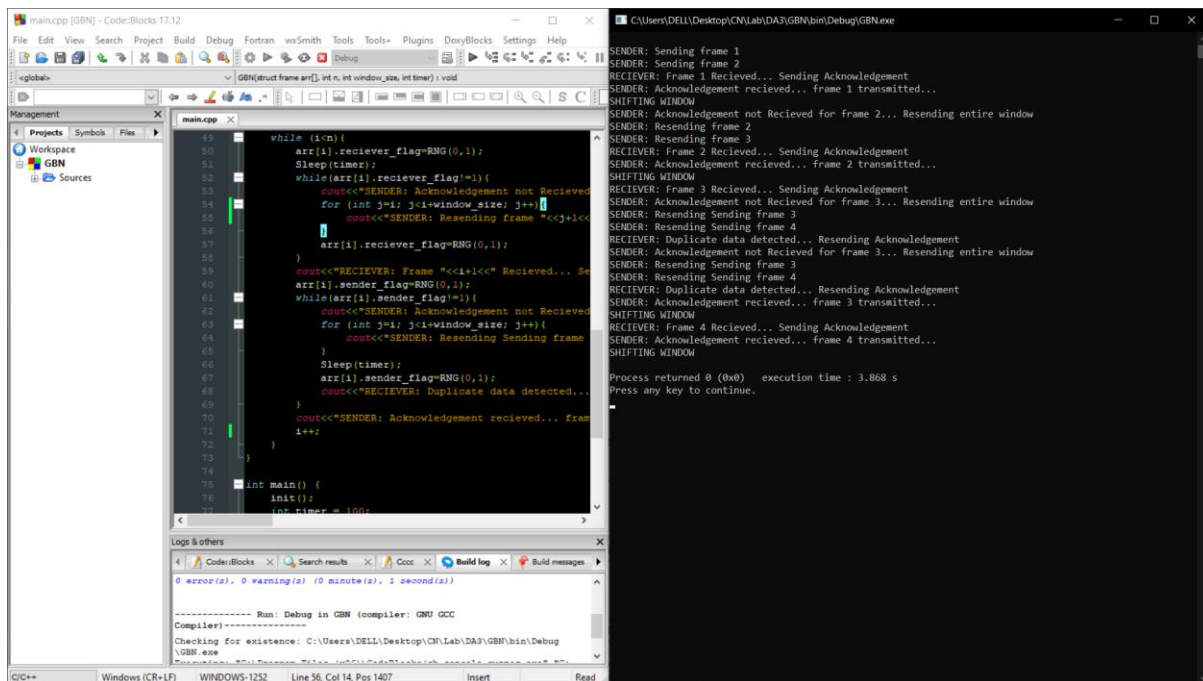 main.cpp [GBN] - Code::Blocks 17.12
File Edit View Search Project Build Debug Fortran wxSmith Tools Tools+ Plugins DoxyBlocks Settings Help
Debug
<global>
GBN(struct frame arr[], int n, int window_size, int timer) : void
S C
Management
Projects Symbols Files
Workspace
GBN
Sources
main.cpp
49 while (i<n){
50 arr[i].reciever_flag=RNG(0,1);
51 Sleep(timer);
52 while(arr[i].reciever_flag!=1){
53 cout<<"SENDER: Acknowledgement not Recieved
54 for (int j=i; j<i+window_size; j++){
55 cout<<"SENDER: Resending frame "<<j+1<<
56 }
57 arr[i].reciever_flag=RNG(0,1);
58 }
59 cout<<"RECIEVER: Frame "<<i+1<<" Recieved... Se
60 arr[i].sender_flag=RNG(0,1);
61 while(arr[i].sender_flag!=1){
62 cout<<"SENDER: Acknowledgement not Recieved
63 for (int j=i; j<i+window_size; j++){
64 cout<<"SENDER: Resending Sending frame
65 }
66 Sleep(timer);
67 arr[i].sender_flag=RNG(0,1);
68 cout<<"RECIEVER: Duplicate data detected...
69 }
70 cout<<"SENDER: Acknowledgement recieved... fram
71 i++;
72 }
73 }
74
75 int main() {
76 init();
77 int timer = 100;
Logs & others
Code::Blocks Search results Cccc Build log Build messages
0 error(s), 0 warning(s) (0 minute(s), 1 second(s))
-------------- Run: Debug in GBN (compiler: GNU GCC
Compiler)---------------
Checking for existence: C:\Users\DELL\Desktop\CN\Lab\DA3\GBN\bin\Debug
\GBN.exe
C/C++ Windows (CR+LF) WINDOWS-1252 Line 56, Col 14, Pos 1407 Insert Read
C:\Users\DELL\Desktop\CN\Lab\DA3\GBN\bin\Debug\GBN.exe
SENDER: Sending frame 1
SENDER: Sending frame 2
RECIEVER: Frame 1 Recieved... Sending Acknowledgement
SENDER: Acknowledgement recieved... frame 1 transmitted...
SHIFTING WINDOW
SENDER: Acknowledgement not Recieved for frame 2... Resending entire window
SENDER: Resending frame 2
SENDER: Resending frame 3
RECIEVER: Frame 2 Recieved... Sending Acknowledgement
SENDER: Acknowledgement recieved... frame 2 transmitted...
SHIFTING WINDOW
RECIEVER: Frame 3 Recieved... Sending Acknowledgement
SENDER: Acknowledgement not Recieved for frame 3... Resending entire window
SENDER: Resending Sending frame 3
SENDER: Resending Sending frame 4
RECIEVER: Duplicate data detected... Resending Acknowledgement
SENDER: Acknowledgement not Recieved for frame 3... Resending entire window
SENDER: Resending Sending frame 3
SENDER: Resending Sending frame 4
RECIEVER: Duplicate data detected... Resending Acknowledgement
SENDER: Acknowledgement recieved... frame 3 transmitted...
SHIFTING WINDOW
RECIEVER: Frame 4 Recieved... Sending Acknowledgement
SENDER: Acknowledgement recieved... frame 4 transmitted...
SHIFTING WINDOW
Process returned 0 (0x0) execution time : 3.868 s
Press any key to continue.